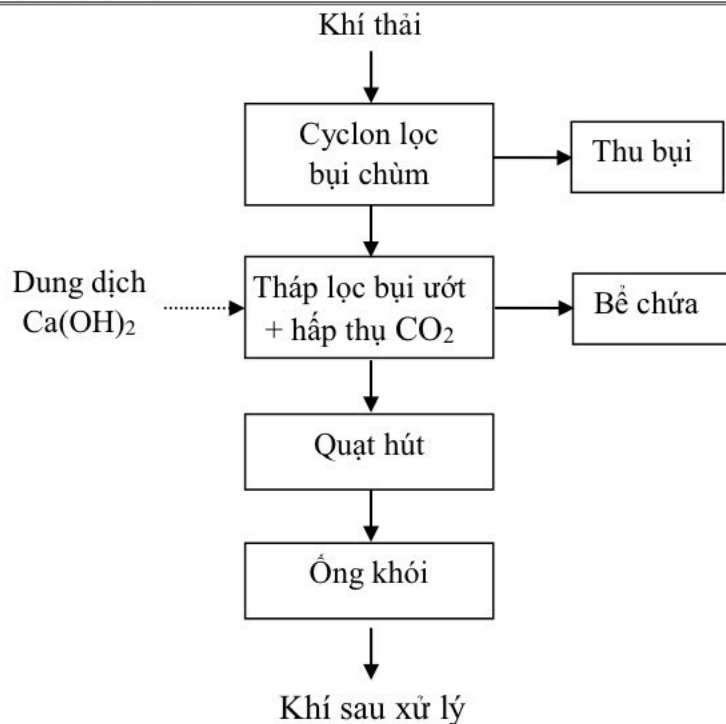 Khí thải
Cyclon lọc
bụi chùm
Thu bụi
Dung dịch
Ca(OH)₂
Tháp lọc bụi ướt
+ hấp thụ CO₂
Bể chứa
Quạt hút
Ống khói
Khí sau xử lý